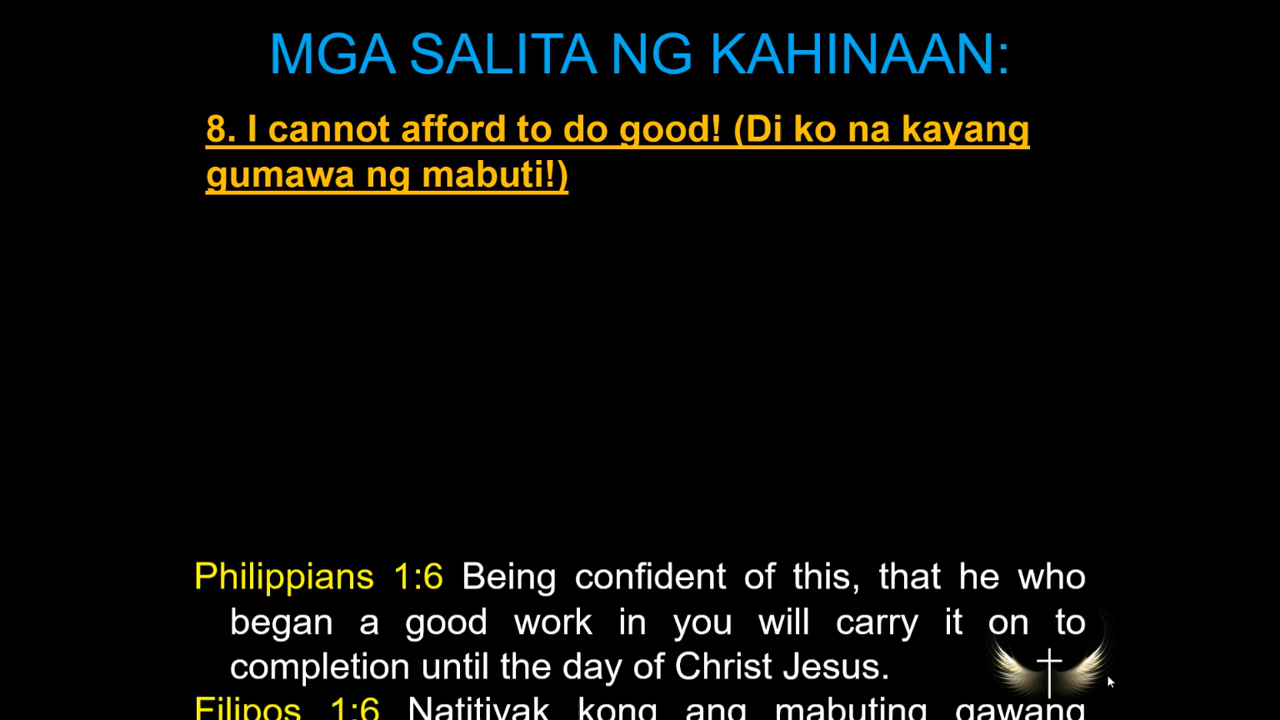 MGA SALITA NG KAHINAAN:
8. I cannot afford to do good! (Di ko na kayang
gumawa ng mabuti!)
Philippians 1:6 Being confident of this, that he who
began a good work in you will carry it on to
completion until the day of Christ Jesus.
Filipos 1:6 Natitiyak kong ang mabuting gawang